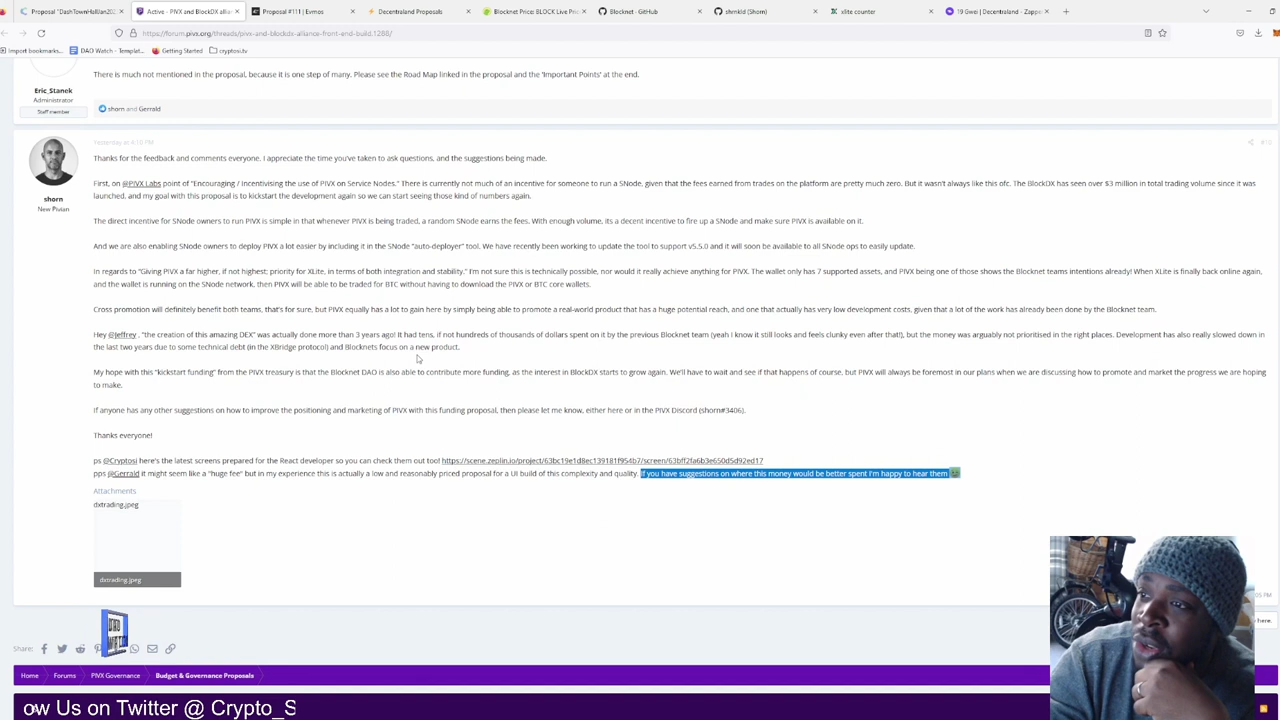 Proposal "DashTownHallJan202
Active - PIVX and BlockDX allia
Proposal #111 | Evmos
Decentraland Proposals
Blocknet Price: BLOCK Live Pric
Blocknet · GitHub
shrnkld (Shorn)
xlite counter
19 Gwei | Decentraland - Zappe
https://forum.pivx.org/threads/pivx-and-blockdx-alliance-front-end-build.1288/
Import bookmarks...
DAO Watch - Templat...
Getting Started
cryptosi.tv
There is much not mentioned in the proposal, because it is one step of many. Please see the Road Map linked in the proposal and the 'Important Points' at the end.
Eric_Stanek
Administrator
Staff member
shorn and Gerrald
Yesterday at 4:10 PM
shorn
New Pivian
Thanks for the feedback and comments everyone. I appreciate the time you've taken to ask questions, and the suggestions being made.
First, on @PIVX Labs point of "Encouraging / Incentivising the use of PIVX on Service Nodes." There is currently not much of an incentive for someone to run a SNode, given that the fees earned from trades on the platform are pretty much zero. But it wasn't always like this ofc. The BlockDX has seen over $3 million in total trading volume since it was
launched, and my goal with this proposal is to kickstart the development again so we can start seeing those kind of numbers again.
The direct incentive for SNode owners to run PIVX is simple in that whenever PIVX is being traded, a random SNode earns the fees. With enough volume, its a decent incentive to fire up a SNode and make sure PIVX is available on it.
And we are also enabling SNode owners to deploy PIVX a lot easier by including it in the SNode "auto-deployer" tool. We have recently been working to update the tool to support v5.5.0 and it will soon be available to all SNode ops to easily update.
In regards to "Giving PIVX a far higher, if not highest; priority for XLite, in terms of both integration and stability." I'm not sure this is technically possible, nor would it really achieve anything for PIVX. The wallet only has 7 supported assets, and PIVX being one of those shows the Blocknet teams intentions already! When XLite is finally back online again,
and the wallet is running on the SNode network, then PIVX will be able to be traded for BTC without having to download the PIVX or BTC core wallets.
Cross promotion will definitely benefit both teams, that's for sure, but PIVX equally has a lot to gain here by simply being able to promote a real-world product that has a huge potential reach, and one that actually has very low development costs, given that a lot of the work has already been done by the Blocknet team.
Hey @Jeffrey , "the creation of this amazing DEX" was actually done more than 3 years ago! It had tens, if not hundreds of thousands of dollars spent on it by the previous Blocknet team (yeah I know it still looks and feels clunky even after that!), but the money was arguably not prioritised in the right places. Development has also really slowed down in
the last two years due to some technical debt (in the XBridge protocol) and Blocknets focus on a new product.
My hope with this "kickstart funding" from the PIVX treasury is that the Blocknet DAO is also able to contribute more funding, as the interest in BlockDX starts to grow again. We'll have to wait and see if that happens of course, but PIVX will always be foremost in our plans when we are discussing how to promote and market the progress we are hoping
to make.
If anyone has any other suggestions on how to improve the positioning and marketing of PIVX with this funding proposal, then please let me know, either here or in the PIVX Discord (shorn#3406).
Thanks everyone!
ps @Cryptosi here's the latest screens prepared for the React developer so you can check them out too! https://scene.zeplin.io/project/63bc19e1d8ec139181f954b7/screen/63bff2fa6b3e650d5d92ed17
pps @Gerrald it might seem like a "huge fee" but in my experience this is actually a low and reasonably priced proposal for a UI build of this complexity and quality. If you have suggestions on where this money would be better spent I'm happy to hear them
Attachments
dxtrading.jpeg
dxtrading.jpeg
DAO
WATCH
Share:
Home
Forums
PIVX Governance
Budget & Governance Proposals
ow Us on Twitter @ Crypto_S